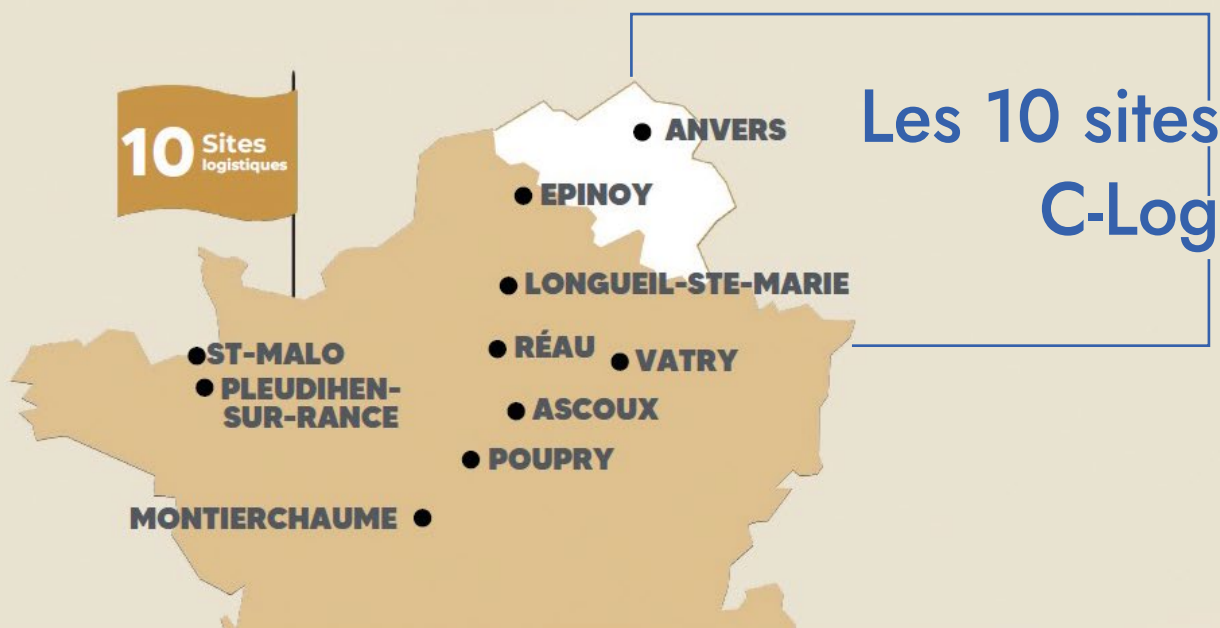 Les 10 sites
C-Log
10 Sites
logistiques
ANVERS
EPINOY
LONGUEIL-STE-MARIE
RÉAU
VATRY
ST-MALO
PLEUDIHEN-
SUR-RANCE
ASCOUX
POUPRY
MONTIERCHAUME